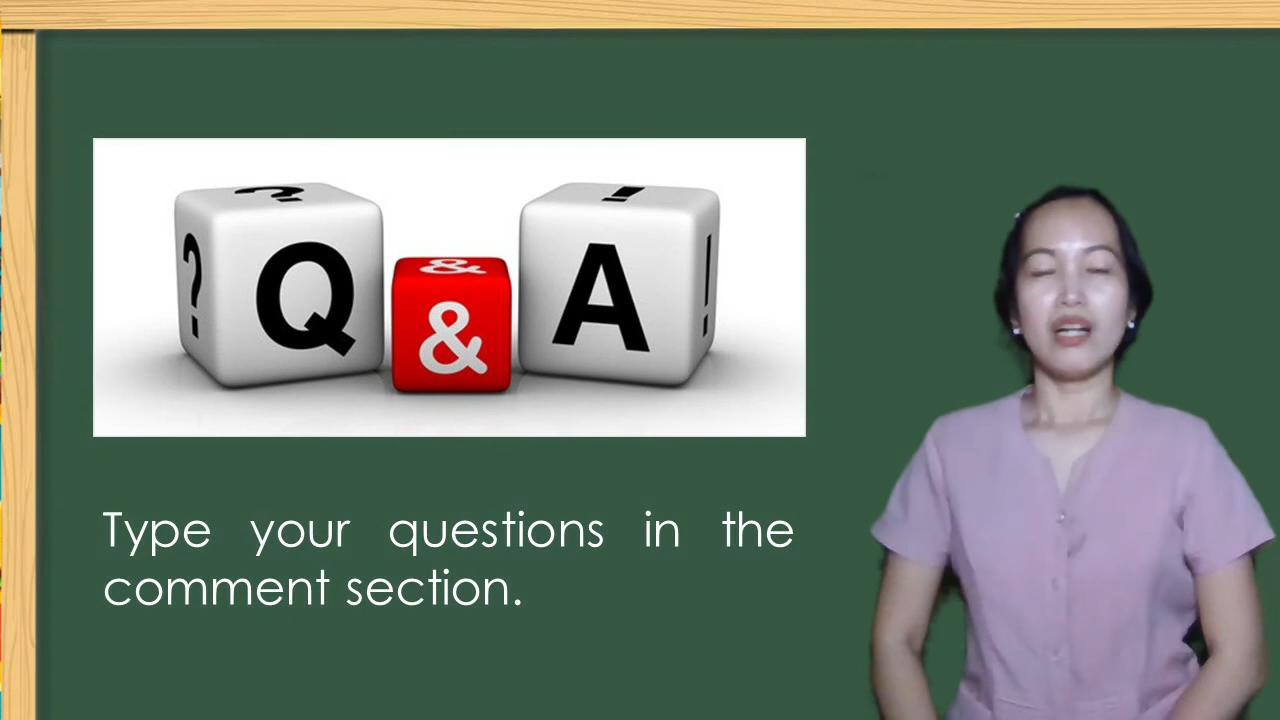 ? !
? Q & & A !
Type your questions in the
comment section.